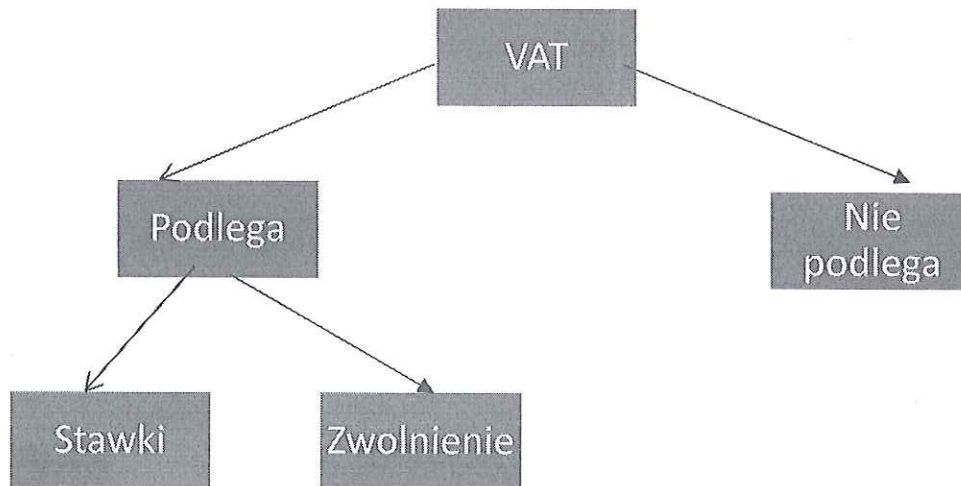 VAT
Podlega
Nie
podlega
Stawki
Zwolnienie